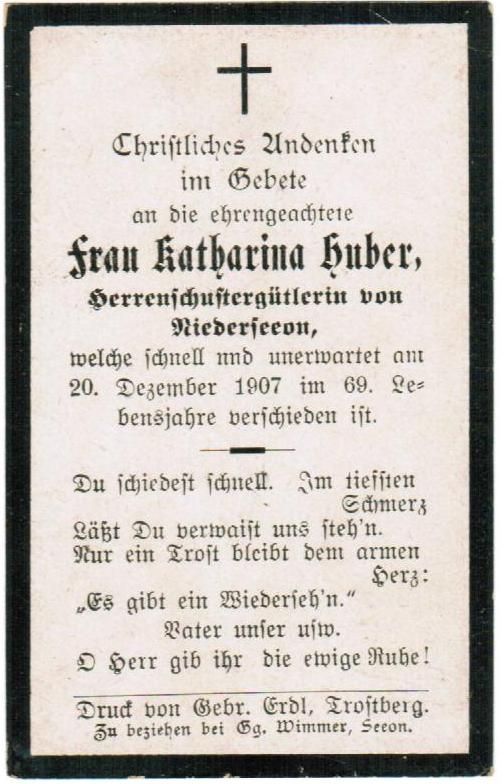 Christliches Andenken
im Gebete
an die ehrengeachtete
Frau Katharina Huber,
Herrenschustergütlerin von
Niederseeon,
welche schnell nnd unerwartet am
20. Dezember 1907 im 69. Le-
bensjahre verschieden ist.
Du schiedest schnell. Im tiefsten
Schmerz
Läßt Du verwaist uns steh'n.
Nur ein Trost bleibt dem armen
Herz:
„Es gibt ein Wiederseh'n."
Vater unser usw.
O Herr gib ihr die ewige Ruhe!
Druck von Gebr. Erdl, Trostberg.
Zu beziehen bei Gg. Wimmer, Seeon.